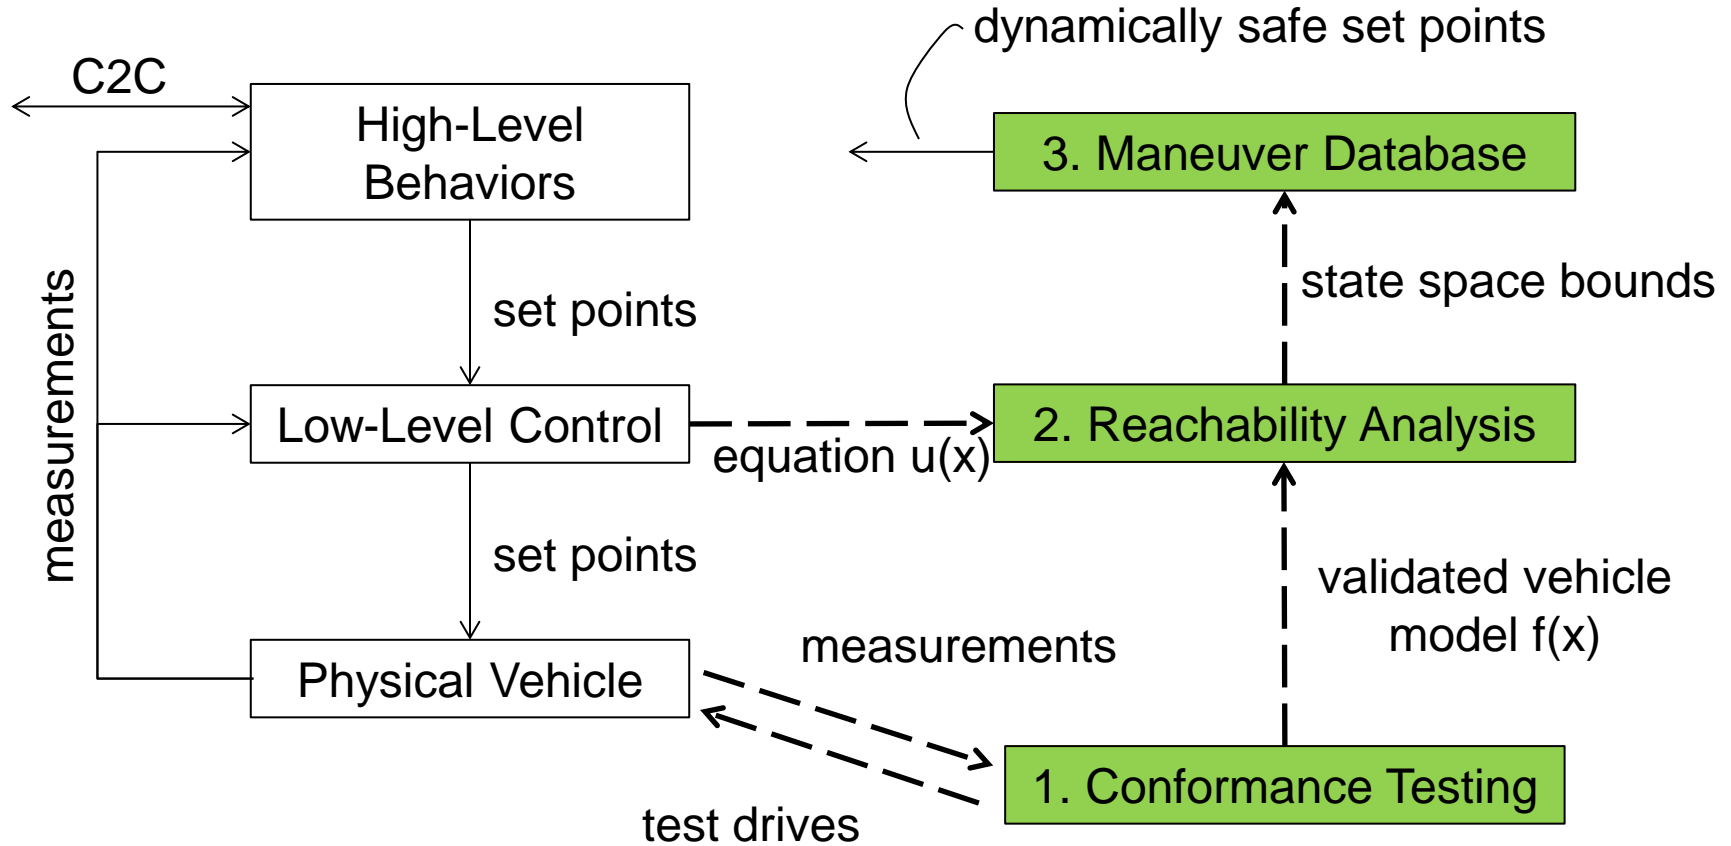 dynamically safe set points
C2C
High-Level
Behaviors
3. Maneuver Database
measurements
set points
state space bounds
Low-Level Control
equation u(x)
2. Reachability Analysis
set points
validated vehicle
model f(x)
Physical Vehicle
measurements
test drives
1. Conformance Testing